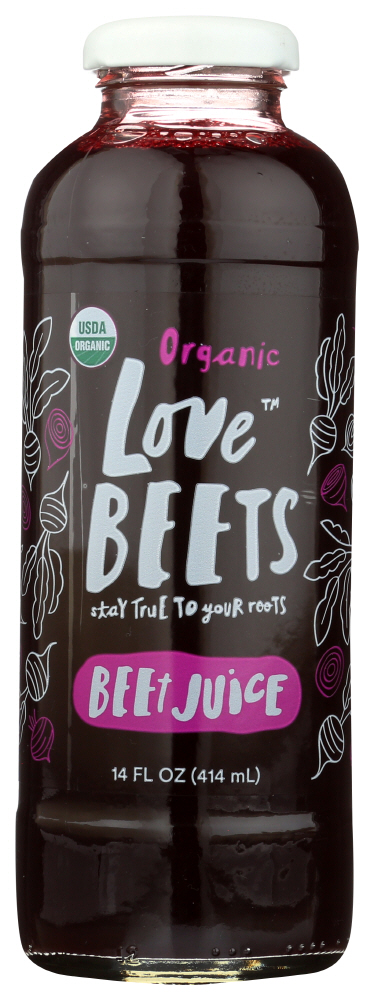 USDA
ORGANIC
Organic
Love™
BEETS
stay True to your roots
BEEt JUiCE
14 FL OZ (414 mL)